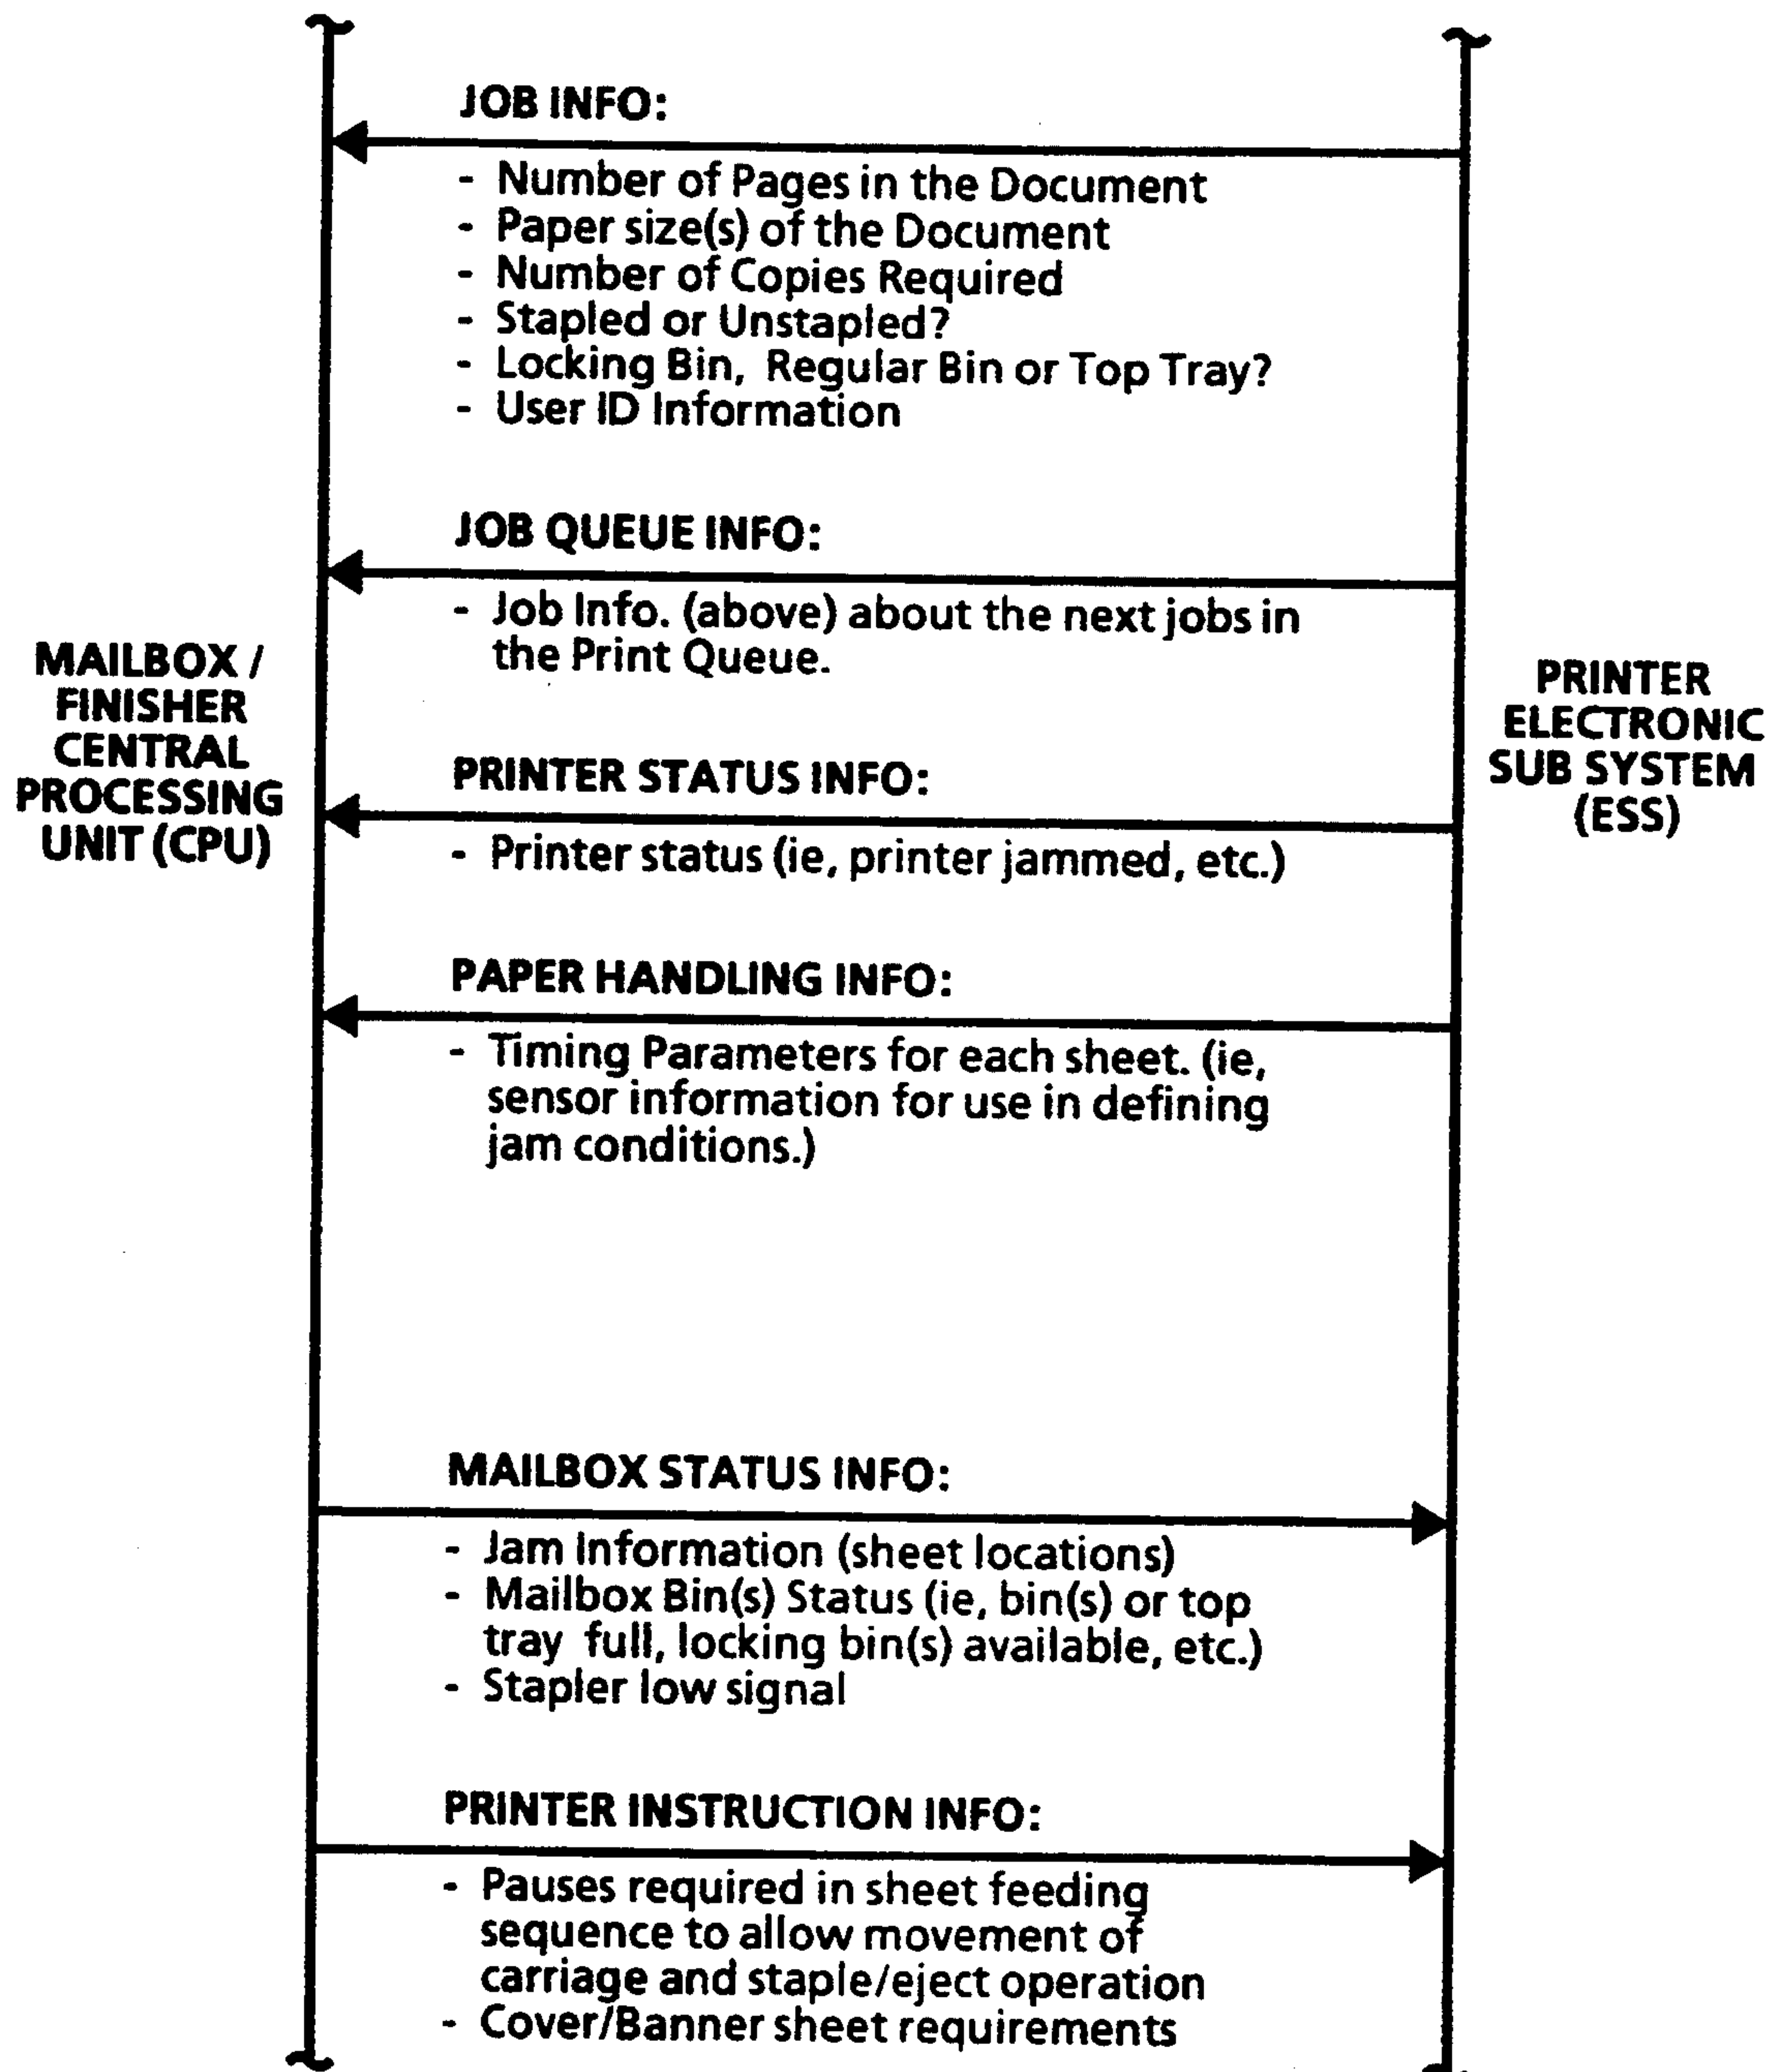 JOB INFO:
- Number of Pages in the Document
- Paper size(s) of the Document
- Number of Copies Required
- Stapled or Unstapled?
- Locking Bin, Regular Bin or Top Tray?
- User ID Information
JOB QUEUE INFO:
- Job Info. (above) about the next jobs in
the Print Queue.
MAILBOX /
FINISHER
CENTRAL
PROCESSING
UNIT (CPU)
PRINTER
ELECTRONIC
SUB SYSTEM
(ESS)
PRINTER STATUS INFO:
- Printer status (ie, printer jammed, etc.)
PAPER HANDLING INFO:
- Timing Parameters for each sheet. (ie,
sensor information for use in defining
jam conditions.)
MAILBOX STATUS INFO:
- Jam Information (sheet locations)
- Mailbox Bin(s) Status (ie, bin(s) or top
tray full, locking bin(s) available, etc.)
- Stapler low signal
PRINTER INSTRUCTION INFO:
- Pauses required in sheet feeding
sequence to allow movement of
carriage and staple/eject operation
- Cover/Banner sheet requirements